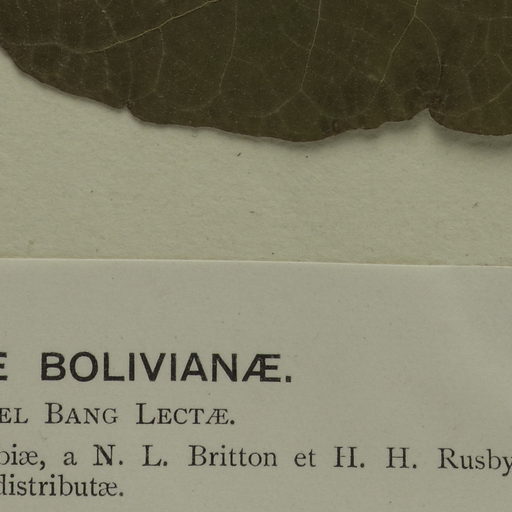 E BOLIVIANÆ.
EL BANG LECTÆ.
biæ, a N. L. Britton et H. H. Rusby
distributæ.